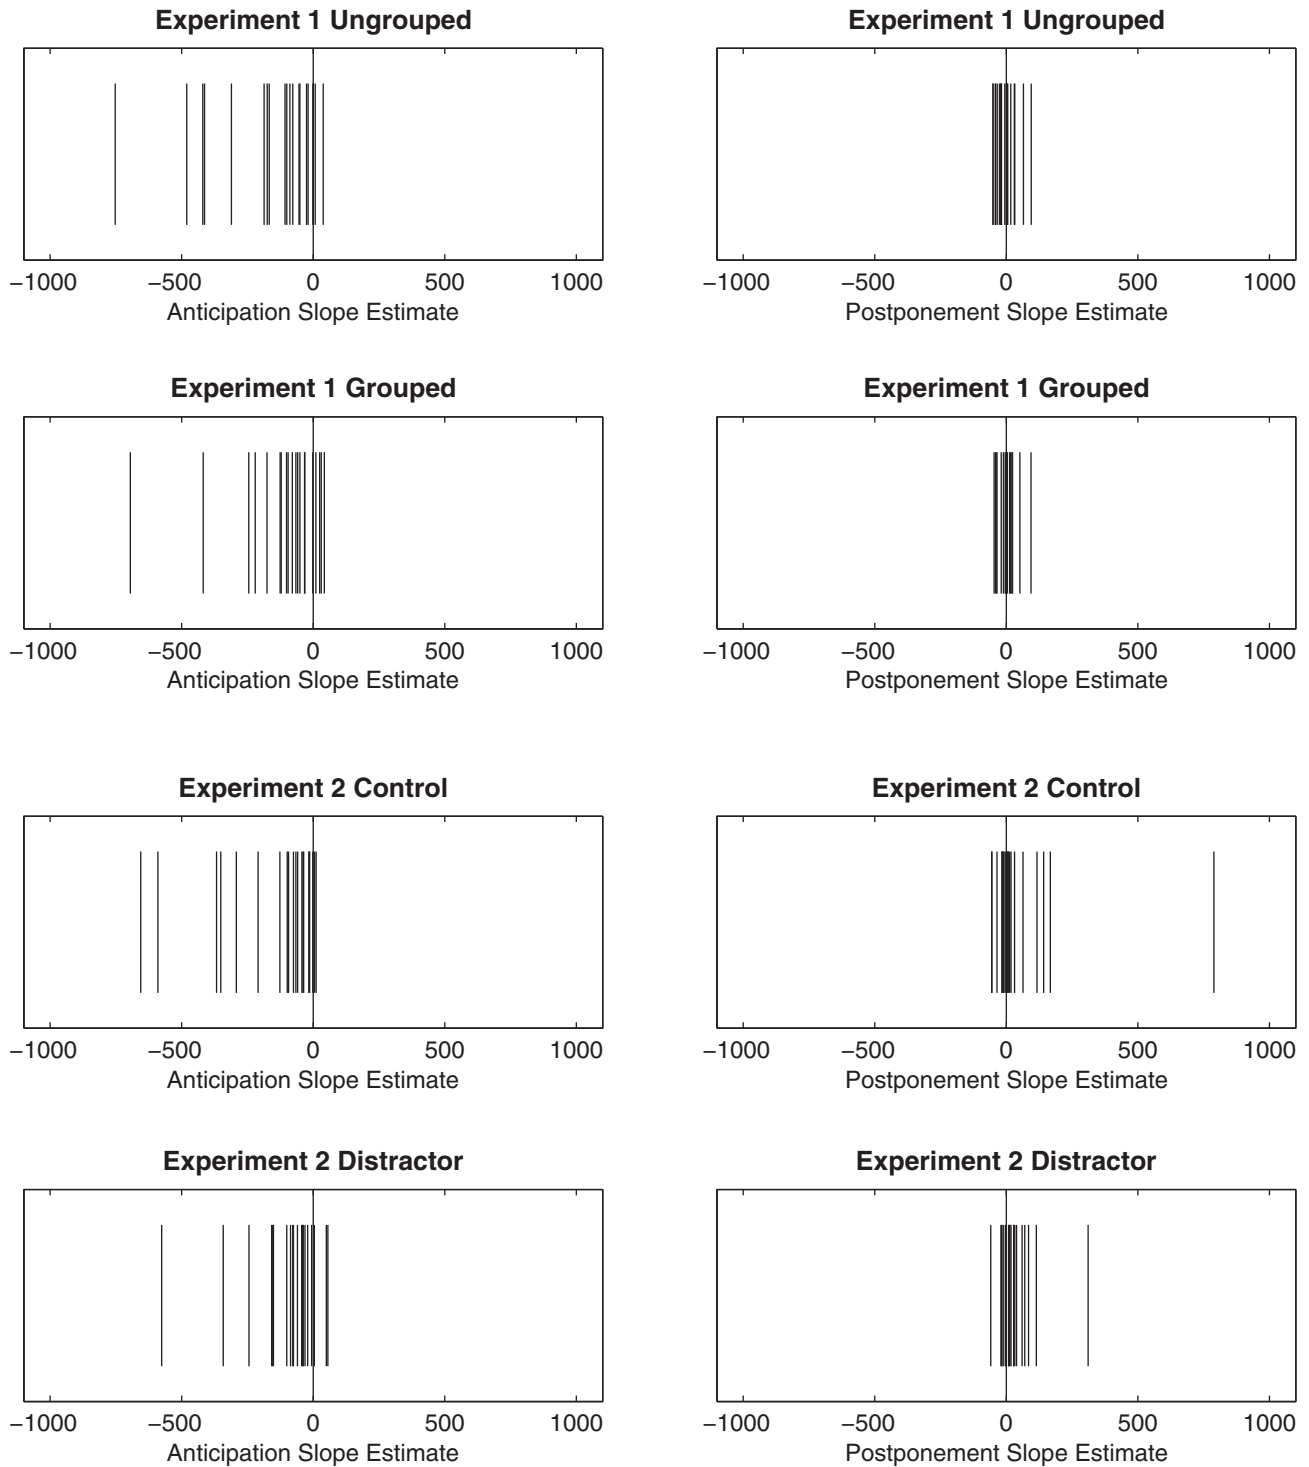 Experiment 1 Ungrouped
−1000 −500 0 500 1000
Anticipation Slope Estimate
Experiment 1 Ungrouped
−1000 −500 0 500 1000
Postponement Slope Estimate
Experiment 1 Grouped
−1000 −500 0 500 1000
Anticipation Slope Estimate
Experiment 1 Grouped
−1000 −500 0 500 1000
Postponement Slope Estimate
Experiment 2 Control
−1000 −500 0 500 1000
Anticipation Slope Estimate
Experiment 2 Control
−1000 −500 0 500 1000
Postponement Slope Estimate
Experiment 2 Distractor
−1000 −500 0 500 1000
Anticipation Slope Estimate
Experiment 2 Distractor
−1000 −500 0 500 1000
Postponement Slope Estimate